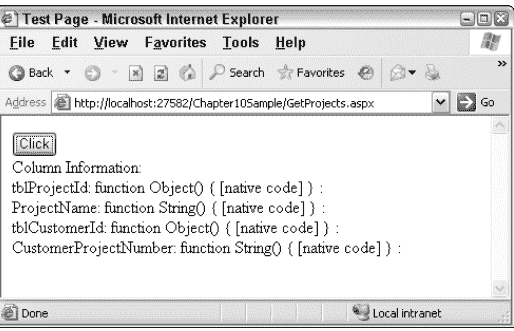 Test Page - Microsoft Internet Explorer
File Edit View Favorites Tools Help
Back Search Favorites
Address http://localhost:27582/Chapter10Sample/GetProjects.aspx Go
Click
Column Information:
tblProjectId: function Object() { [native code] } :
ProjectName: function String() { [native code] } :
tblCustomerId: function Object() { [native code] } :
CustomerProjectNumber: function String() { [native code] } :
Done Local intranet